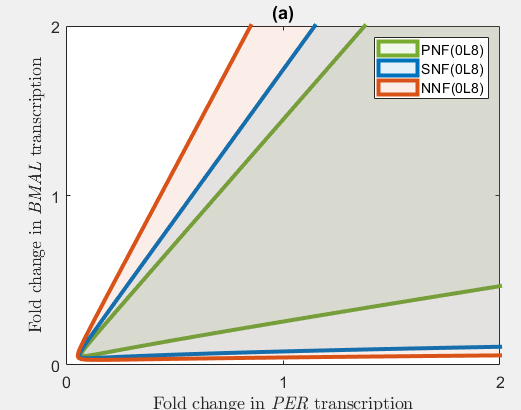 (a)
2
PNF(0L8)
SNF(0L8)
NNF(0L8)
Fold change in BMAL transcription
1
0
0 1 2
Fold change in PER transcription